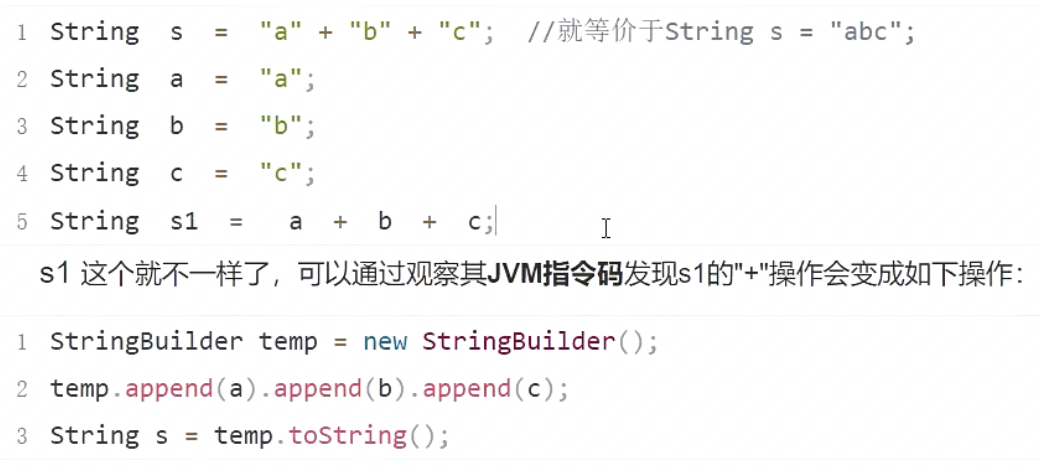 1 String s = "a" + "b" + "c"; //就等价于String s = "abc";
2 String a = "a";
3 String b = "b";
4 String c = "c";
5 String s1 = a + b + c;
s1 这个就不一样了，可以通过观察其JVM指令码发现s1的"+"操作会变成如下操作：
1 StringBuilder temp = new StringBuilder();
2 temp.append(a).append(b).append(c);
3 String s = temp.toString();